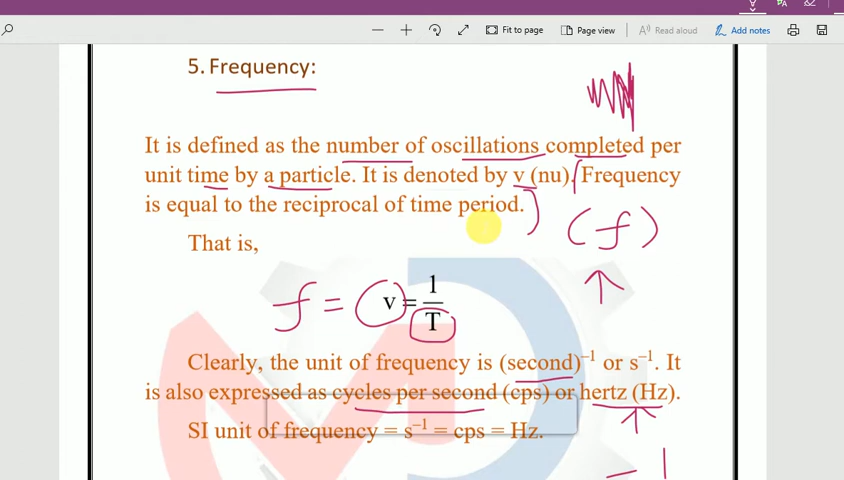 Fit to page
Page view
Read aloud
Add notes
5. Frequency:
It is defined as the number of oscillations completed per
unit time by a particle. It is denoted by v (nu). Frequency
is equal to the reciprocal of time period.
(f)
That is,
f = v = 1/T
Clearly, the unit of frequency is (second)⁻¹ or s⁻¹. It
is also expressed as cycles per second (cps) or hertz (Hz).
SI unit of frequency = s⁻¹ = cps = Hz.
– 1